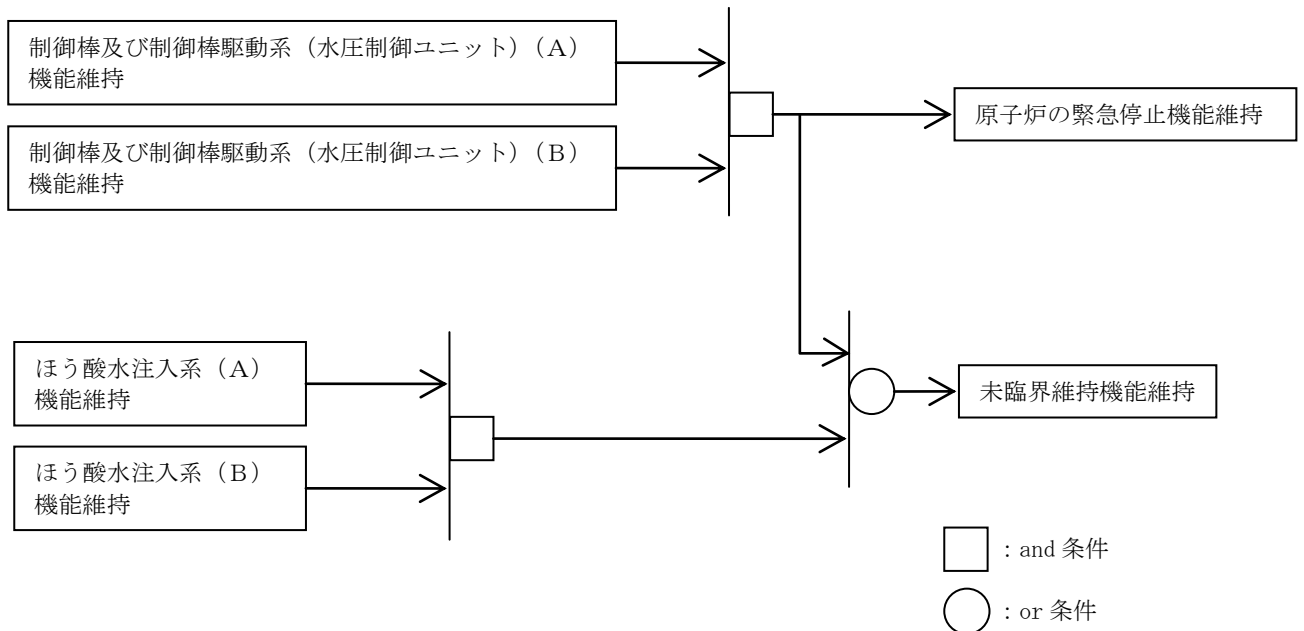 制御棒及び制御棒駆動系（水圧制御ユニット）（Ａ）
機能維持
制御棒及び制御棒駆動系（水圧制御ユニット）（Ｂ）
機能維持
原子炉の緊急停止機能維持
ほう酸水注入系（Ａ）
機能維持
ほう酸水注入系（Ｂ）
機能維持
未臨界維持機能維持
：and 条件
：or 条件